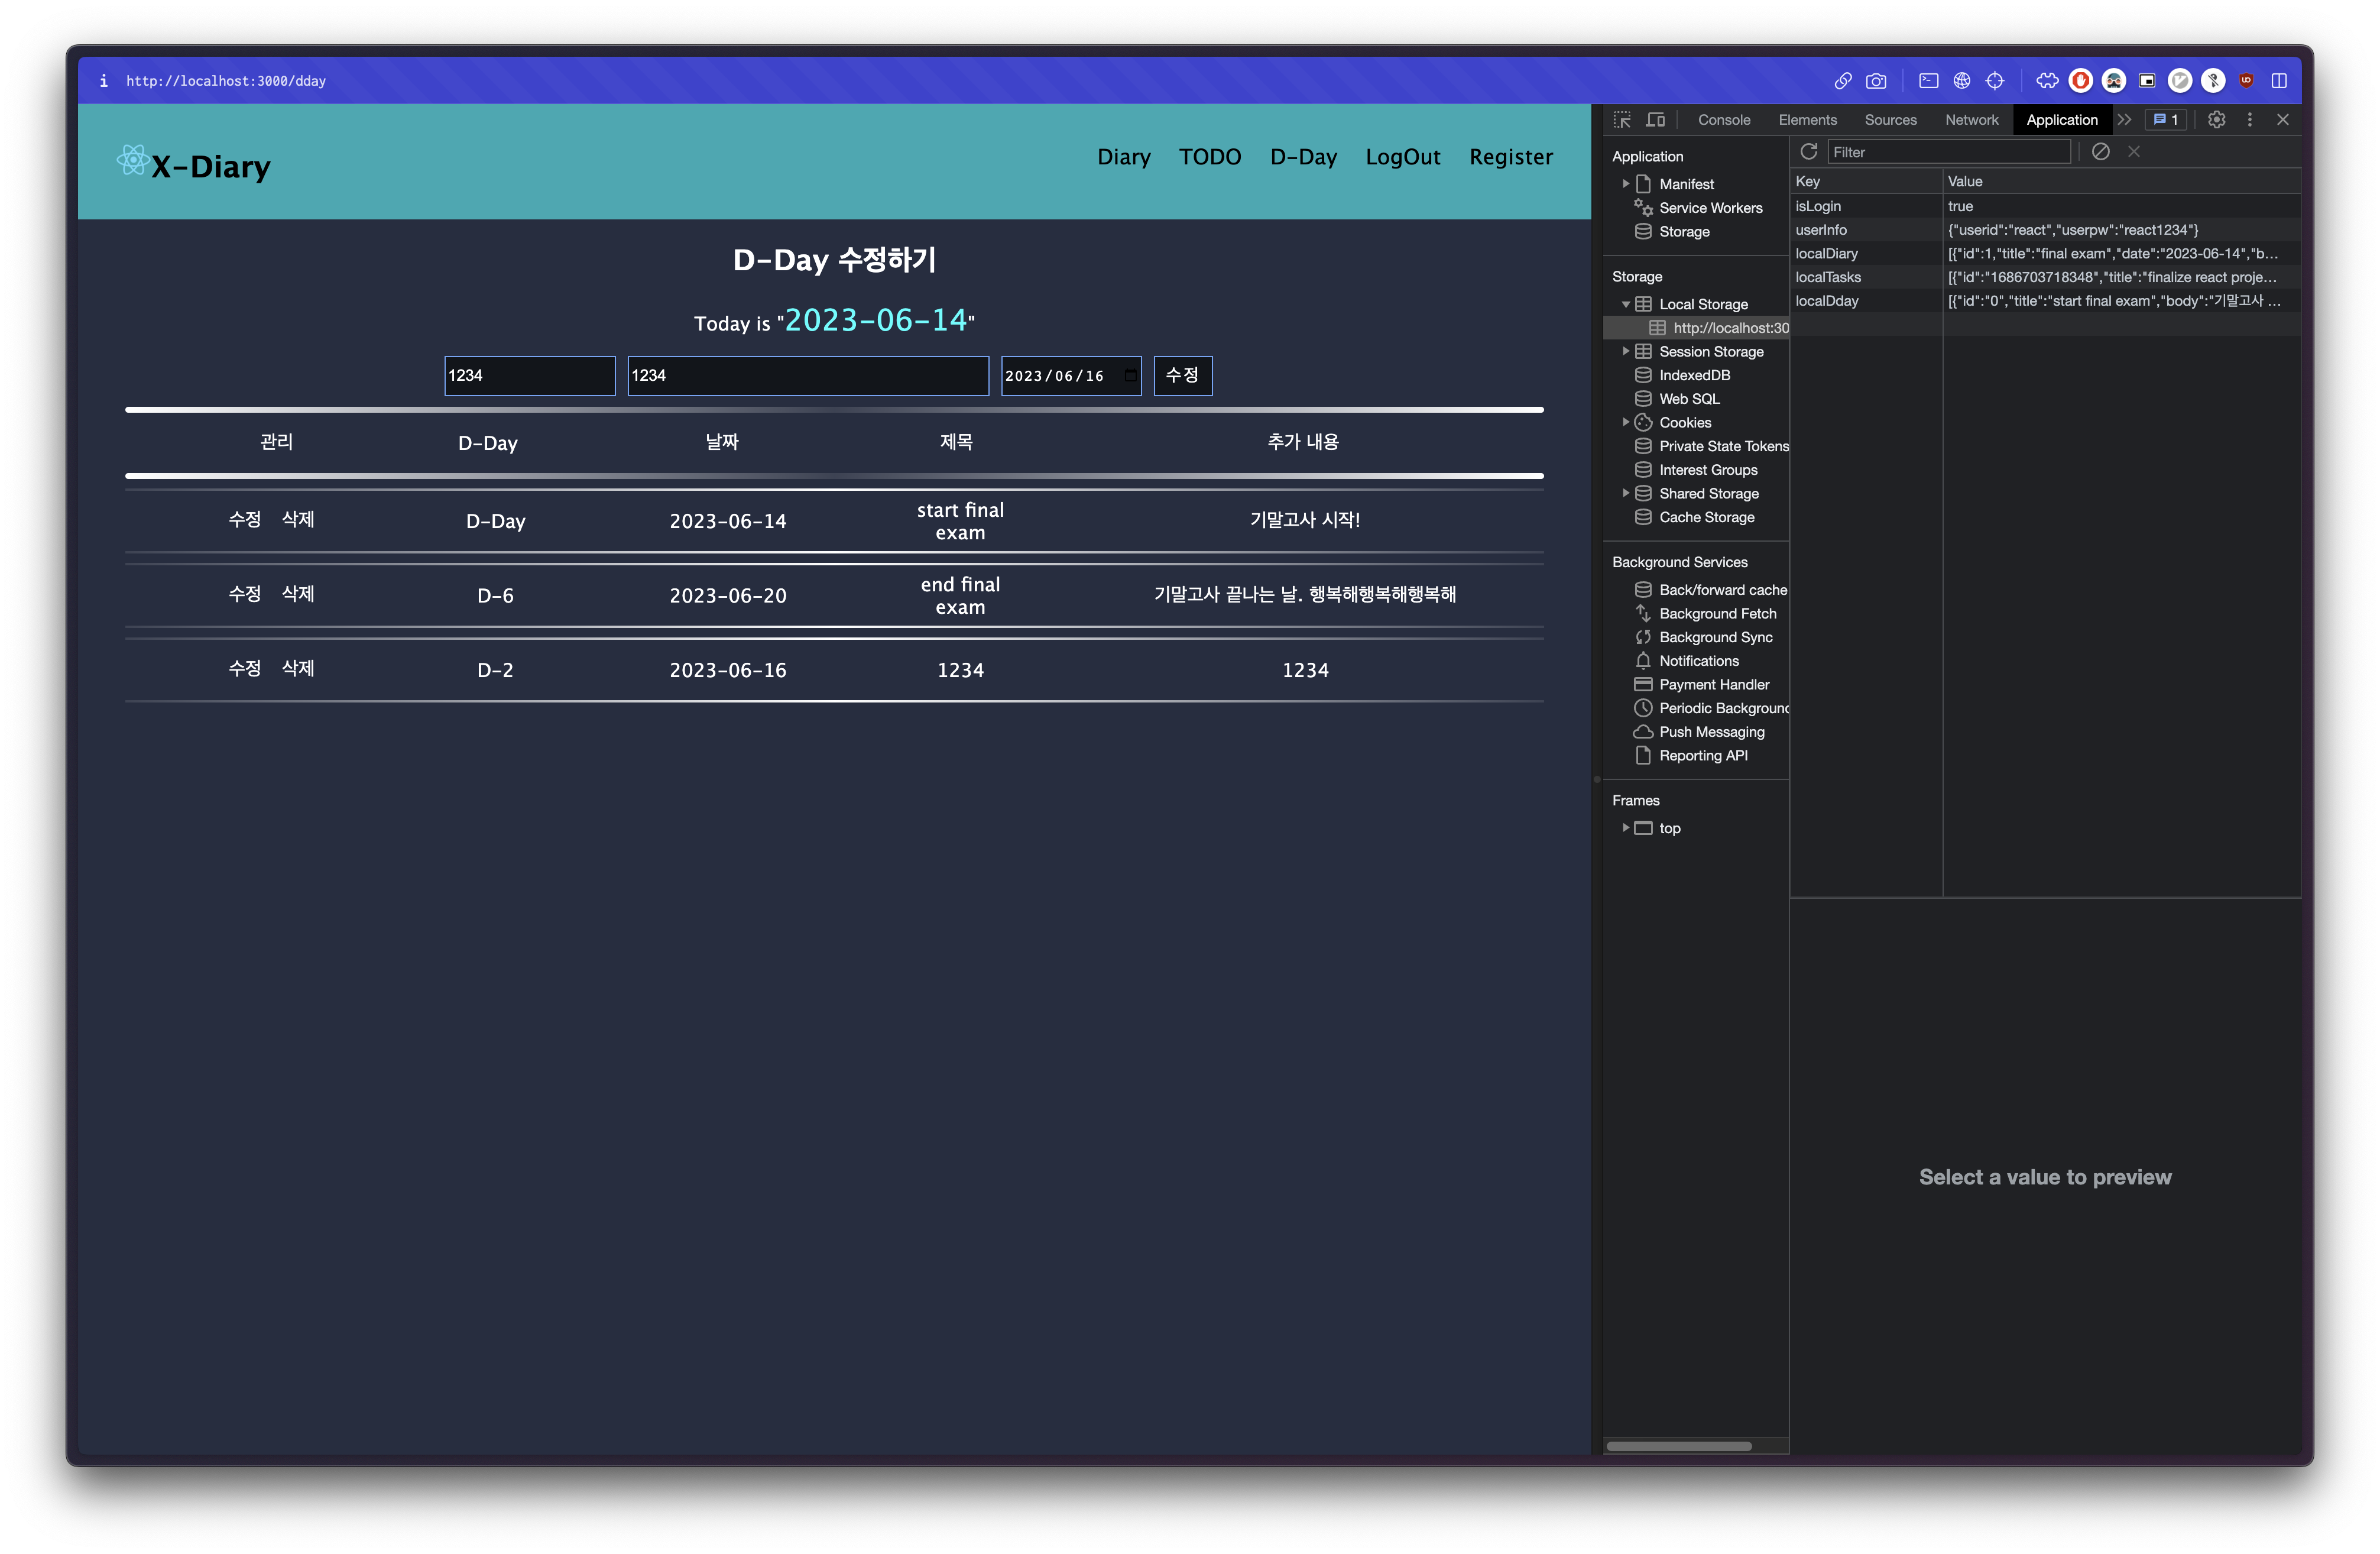 http://localhost:3000/dday
X-Diary
Diary TODO D-Day LogOut Register
D-Day 수정하기
Today is "2023-06-14"
1234 1234 2023/06/16 수정
관리 D-Day 날짜 제목 추가 내용
수정 삭제 D-Day 2023-06-14 start final exam 기말고사 시작!
수정 삭제 D-6 2023-06-20 end final exam 기말고사 끝나는 날. 행복해행복해행복해
수정 삭제 D-2 2023-06-16 1234 1234
Console Elements Sources Network Application 1
Application
Manifest
Service Workers
Storage
Storage
Local Storage
http://localhost:30
Session Storage
IndexedDB
Web SQL
Cookies
Private State Tokens
Interest Groups
Shared Storage
Cache Storage
Background Services
Back/forward cache
Background Fetch
Background Sync
Notifications
Payment Handler
Periodic Background
Push Messaging
Reporting API
Frames
top
Filter
Key Value
isLogin true
userInfo {"userid":"react","userpw":"react1234"}
localDiary [{"id":1,"title":"final exam","date":"2023-06-14","b…
localTasks [{"id":"1686703718348","title":"finalize react proje…
localDday [{"id":"0","title":"start final exam","body":"기말고사 …
Select a value to preview